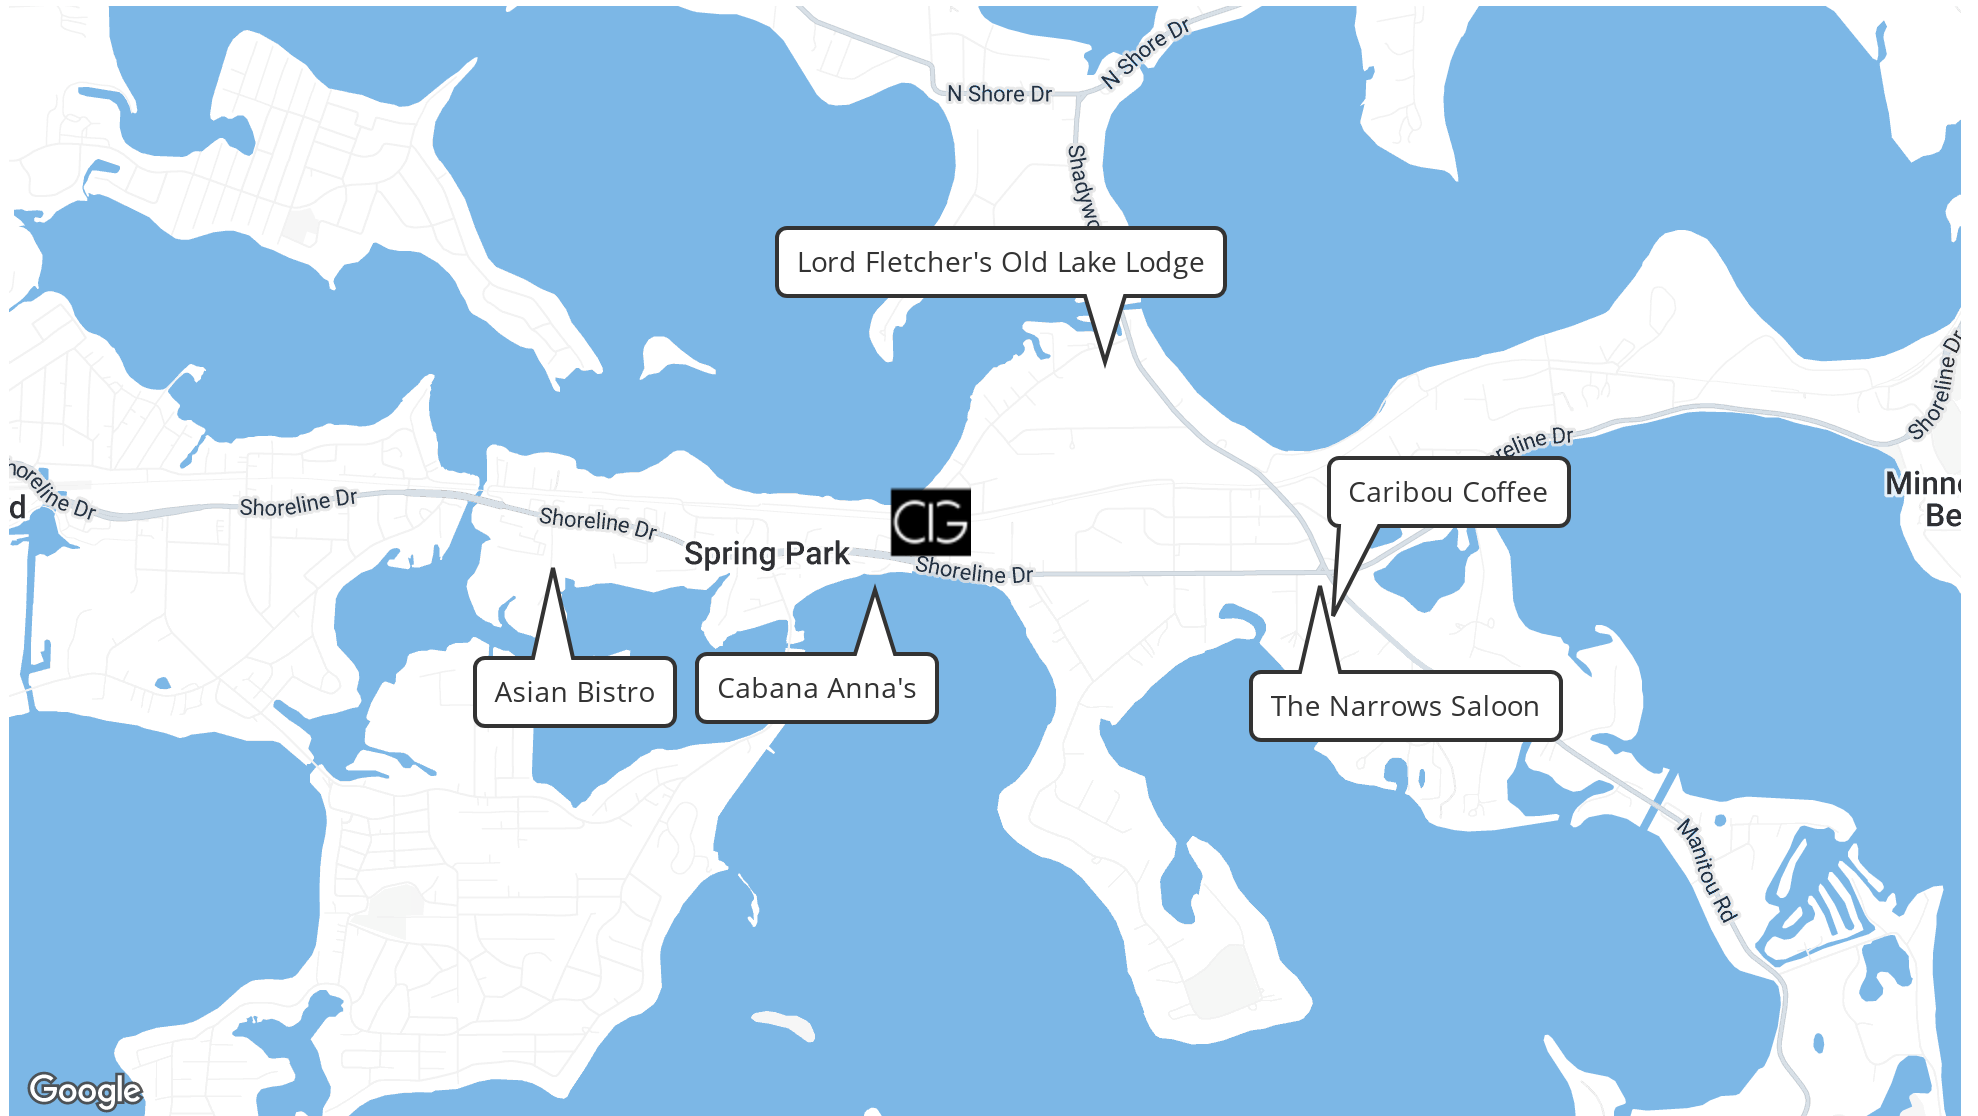 N Shore Dr
N Shore Dr
Lord Fletcher's Old Lake Lodge
Shoreline Dr
Caribou Coffee
Shoreline Dr
Shoreline Dr
CIG
Spring Park
Shoreline Dr
Asian Bistro
Cabana Anna's
The Narrows Saloon
Manitou Rd
Google